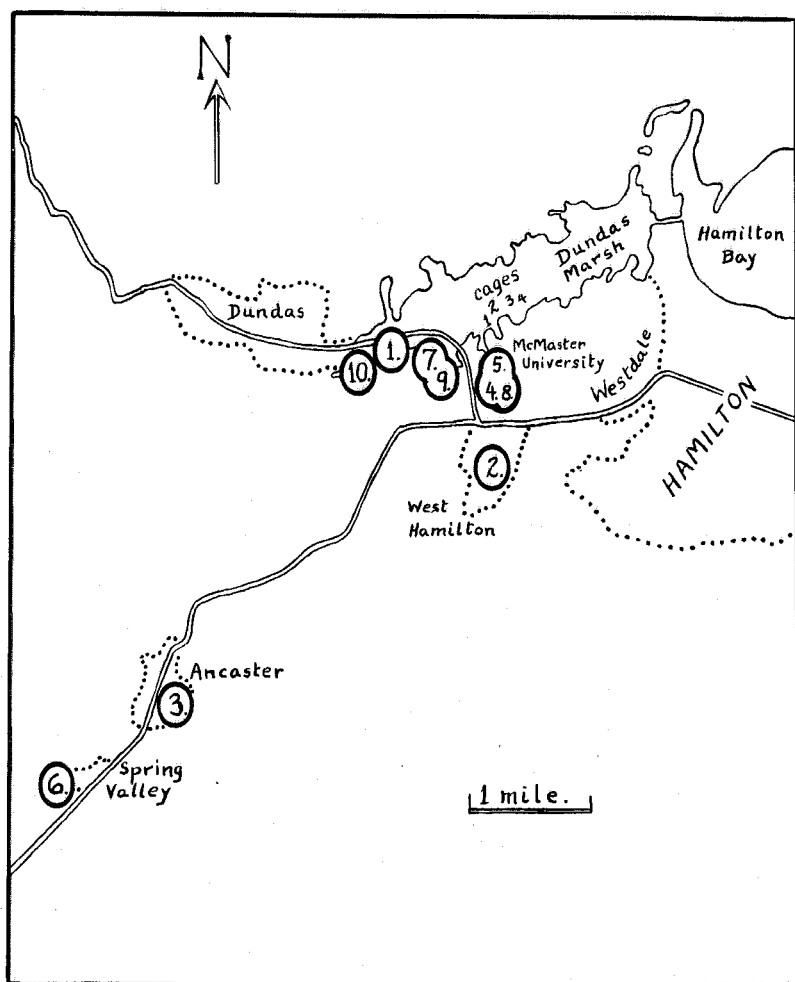 N
Hamilton
Bay
Dundas
Marsh
cages
1 2 3 4
Dundas
McMaster
University
Westdale
HAMILTON
1.
7.
9.
10.
5.
4. 8.
2.
West
Hamilton
Ancaster
3.
Spring
Valley
6.
1 mile.